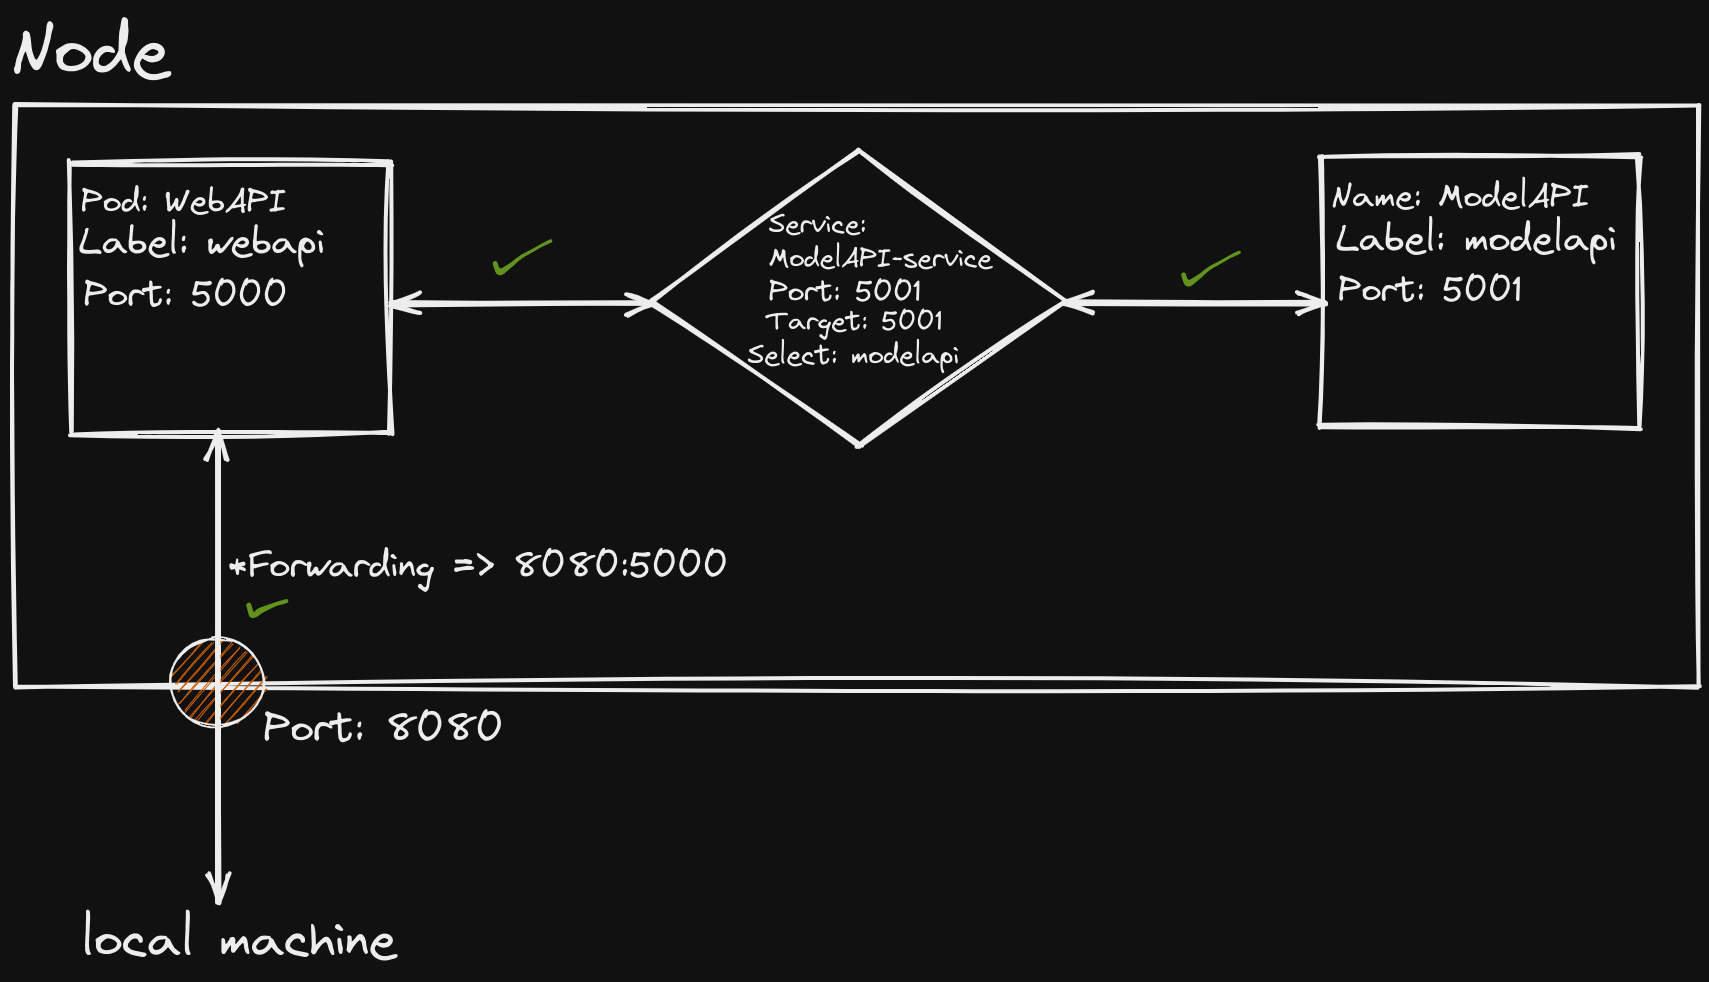 Node
Pod: WebAPI
Label: webapi
Port: 5000
Service:
ModelAPI-service
Port: 5001
Target: 5001
Select: modelapi
Name: ModelAPI
Label: modelapi
Port: 5001
*Forwarding => 8080:5000
Port: 8080
local machine